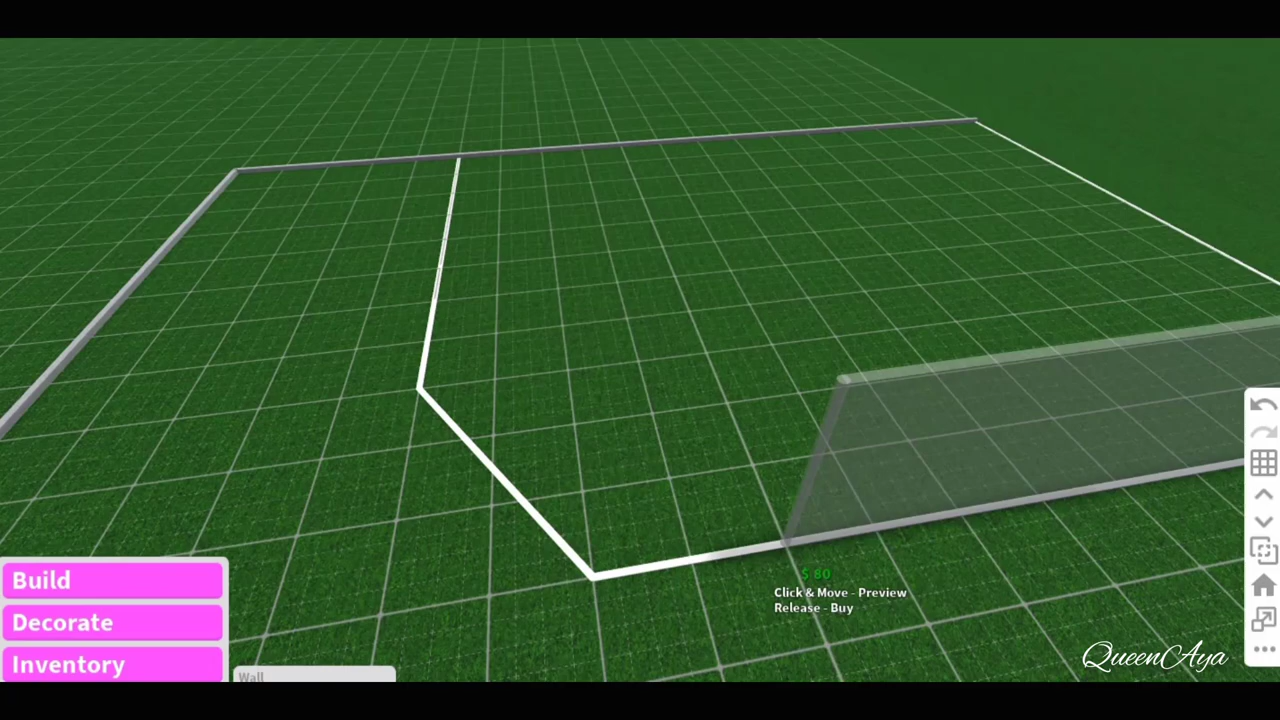 $ 80
Click & Move - Preview
Release - Buy
Build
Decorate
Inventory
Wall
QueenAya